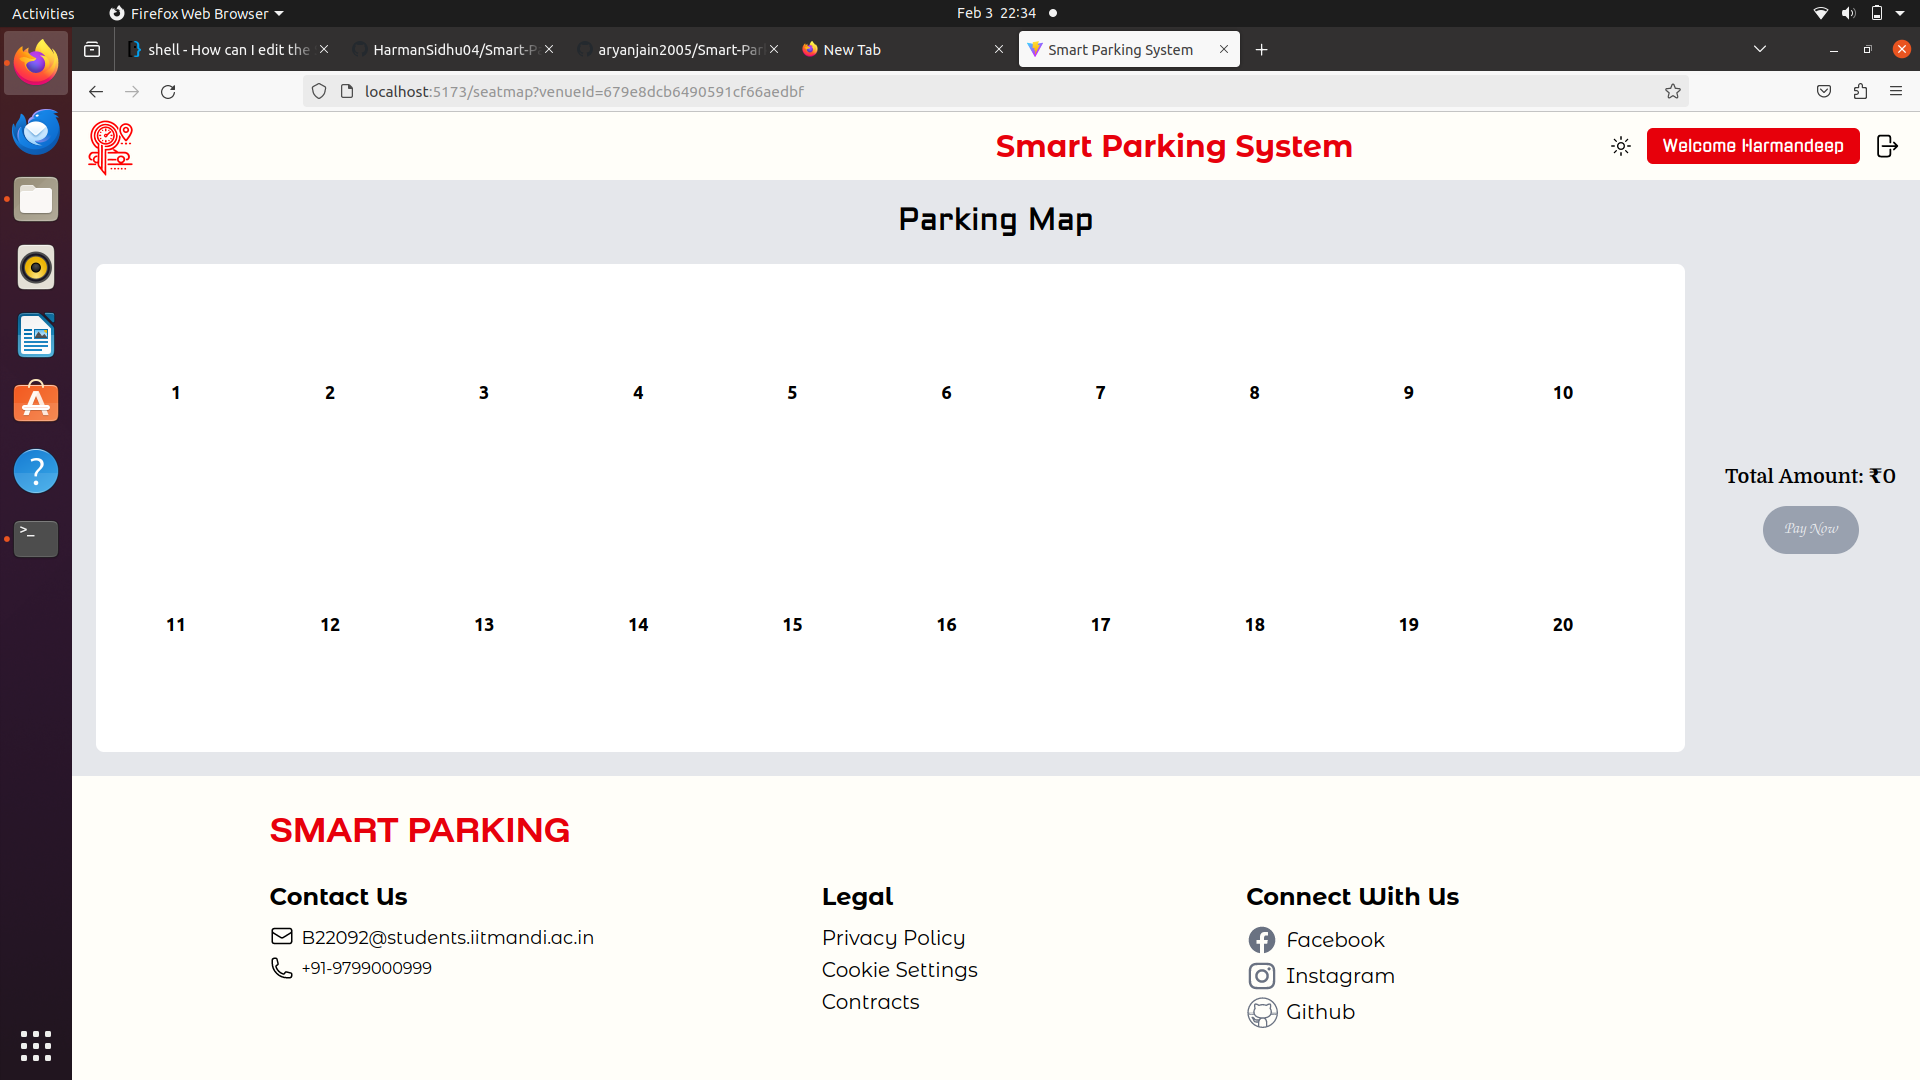 Activities Firefox Web Browser Feb 3 22:34
shell - How can I edit the HarmanSidhu04/Smart-Pa aryanjain2005/Smart-Par New Tab Smart Parking System
localhost:5173/seatmap?venueId=679e8dcb6490591cf66aedbf
Smart Parking System Welcome Harmandeep
Parking Map
1 2 3 4 5 6 7 8 9 10
Total Amount: ₹0
Pay Now
11 12 13 14 15 16 17 18 19 20
SMART PARKING
Contact Us
B22092@students.iitmandi.ac.in
+91-9799000999
Legal
Privacy Policy
Cookie Settings
Contracts
Connect With Us
Facebook
Instagram
Github